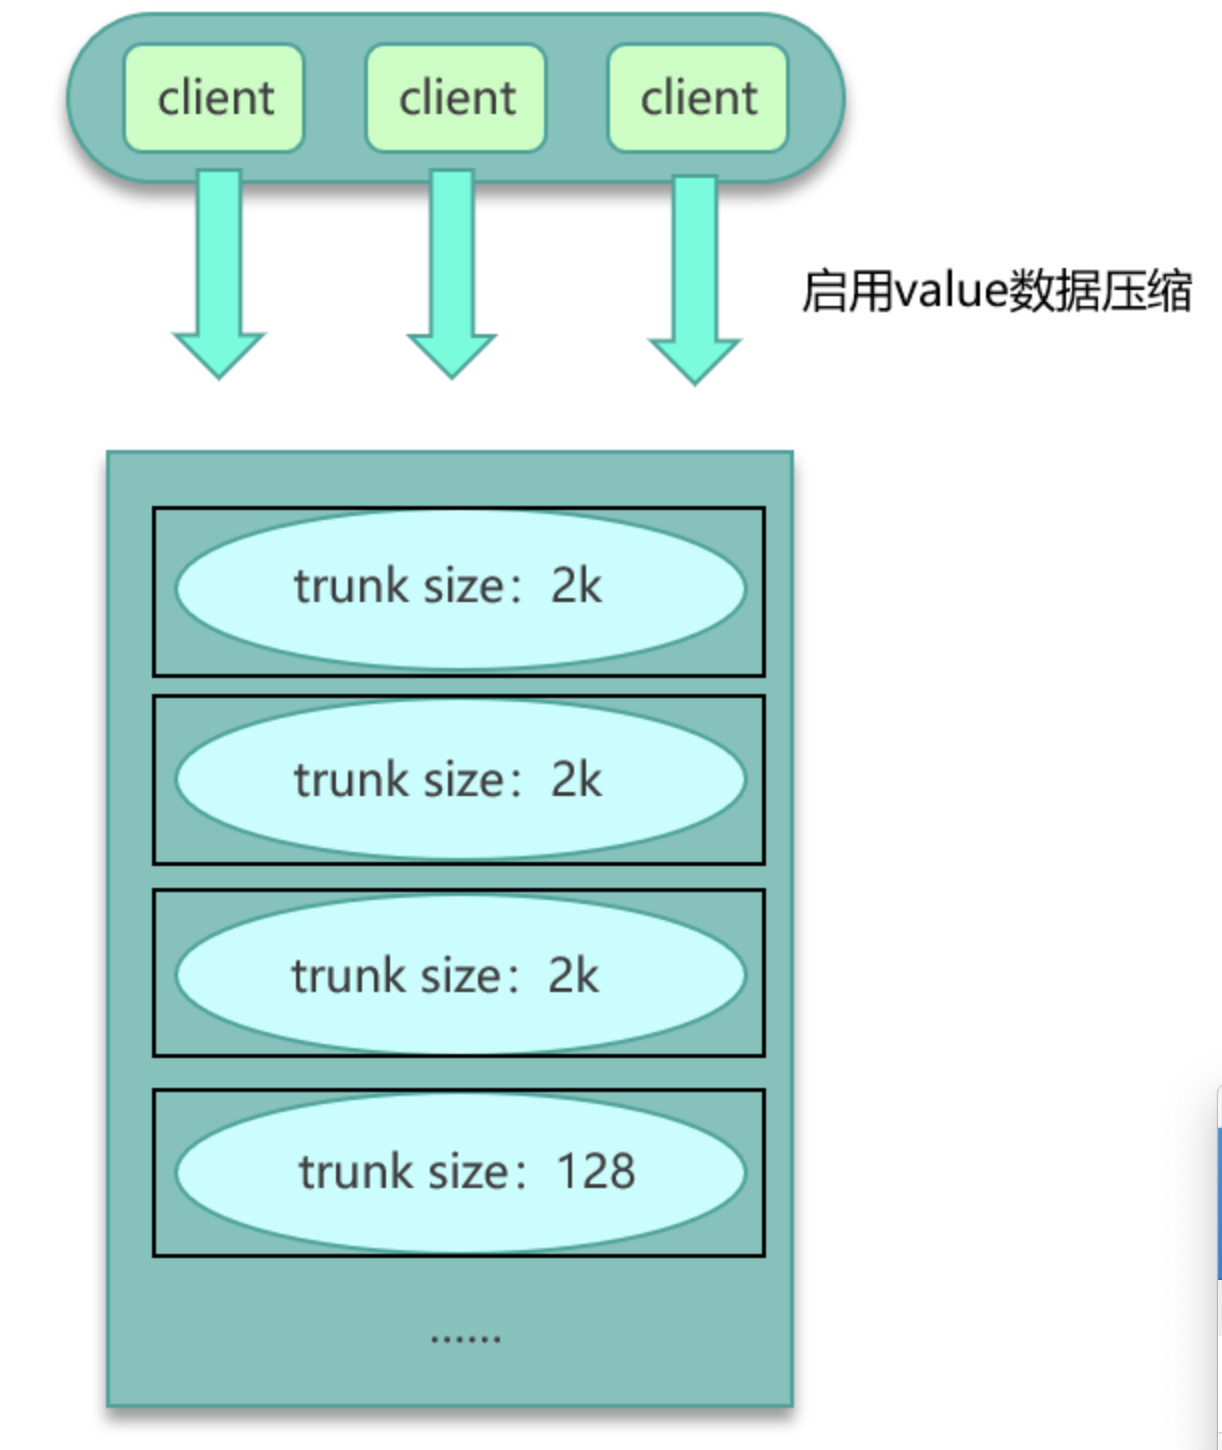 client
client
client
启用value数据压缩
trunk size：2k
trunk size：2k
trunk size：2k
trunk size：128
......